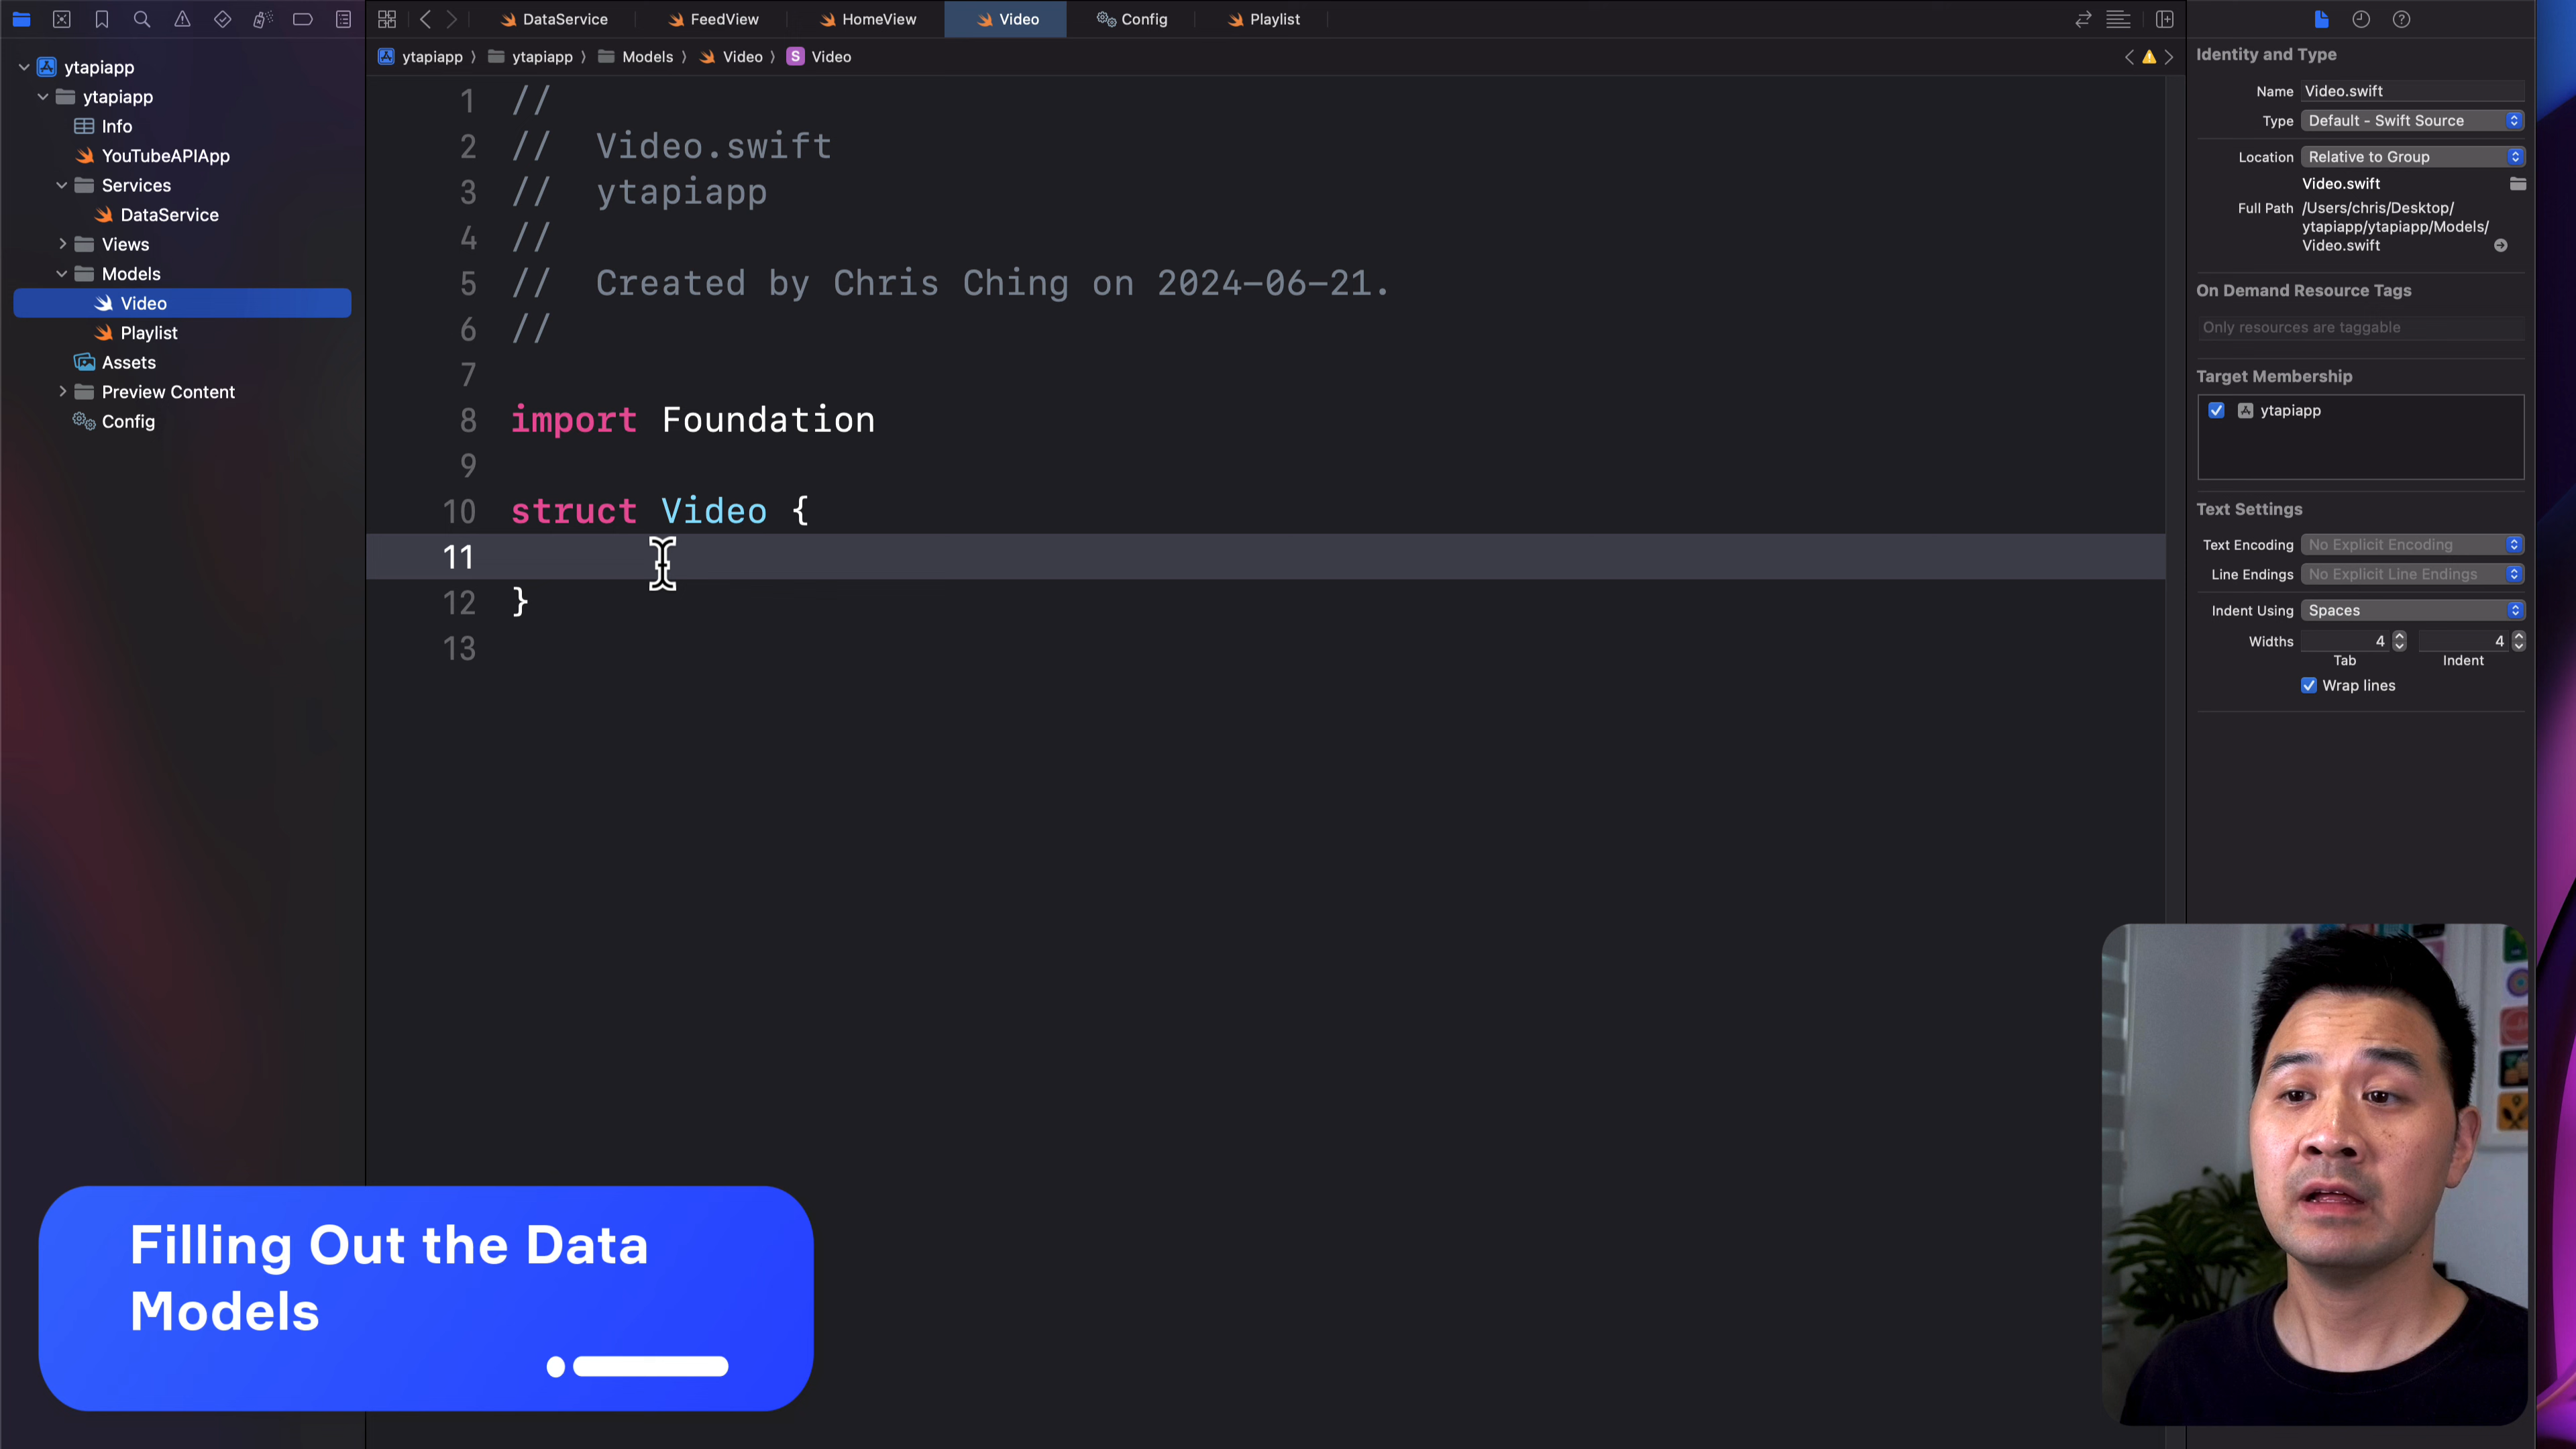 DataService
FeedView
HomeView
Video
Config
Playlist
ytapiapp
ytapiapp
Info
YouTubeAPIApp
Services
DataService
Views
Models
Video
Playlist
Assets
Preview Content
Config
ytapiapp 〉 ytapiapp 〉 Models 〉 Video 〉 S Video
1 //
2 //  Video.swift
3 //  ytapiapp
4 //
5 //  Created by Chris Ching on 2024-06-21.
6 //
7
8 import Foundation
9
10 struct Video {
11
12 }
13
Identity and Type
Name Video.swift
Type Default - Swift Source
Location Relative to Group
Video.swift
Full Path /Users/chris/Desktop/
ytapiapp/ytapiapp/Models/
Video.swift
On Demand Resource Tags
Only resources are taggable
Target Membership
ytapiapp
Text Settings
Text Encoding No Explicit Encoding
Line Endings No Explicit Line Endings
Indent Using Spaces
Widths 4 4
Tab Indent
Wrap lines
Filling Out the Data
Models